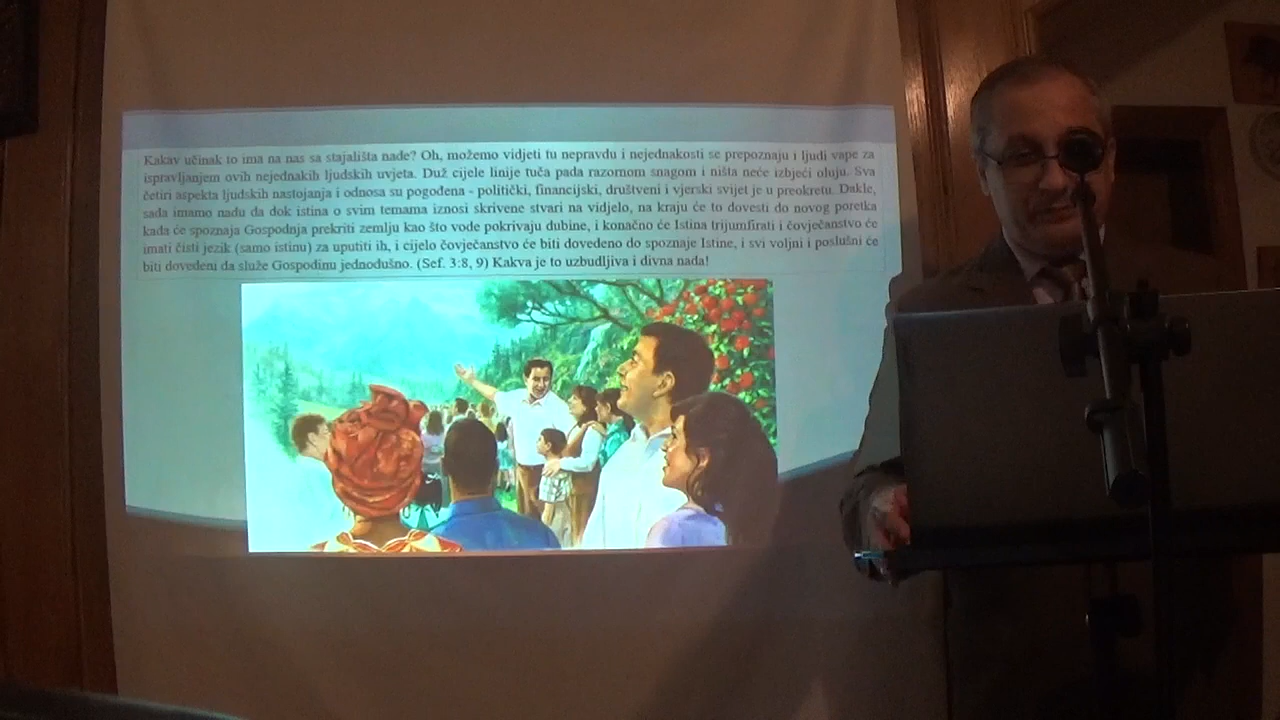 Kakav učinak to ima na nas sa stajališta nade? Oh, možemo vidjeti tu nepravdu i nejednakosti se prepoznaju i ljudi vape za
ispravljanjem ovih nejednakih ljudskih uvjeta. Duž cijele linije tuča pada razornom snagom i ništa neće izbjeći oluju. Sva
četiri aspekta ljudskih nastojanja i odnosa su pogođena - politički, financijski, društveni i vjerski svijet je u preokretu. Dakle,
sada imamo nadu da dok istina o svim temama iznosi skrivene stvari na vidjelo, na kraju će to dovesti do novog poretka
kada će spoznaja Gospodnja prekriti zemlju kao što vode pokrivaju dubine, i konačno će Istina trijumfirati i čovječanstvo će
imati čisti jezik (samo istinu) za uputiti ih, i cijelo čovječanstvo će biti dovedeno do spoznaje Istine, i svi voljni i poslušni će
biti dovedeni da služe Gospodinu jednodušno. (Sef. 3:8, 9) Kakva je to uzbudljiva i divna nada!